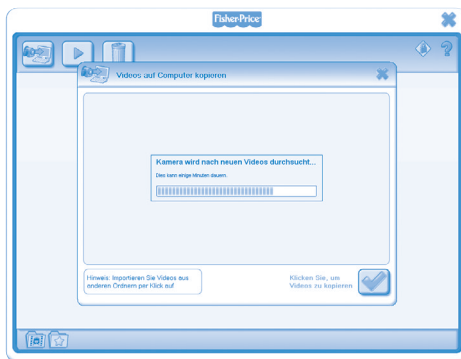 Fisher-Price
Videos auf Computer kopieren
Kamera wird nach neuen Videos durchsucht...
Dies kann einige Minuten dauern.
Hinweis: Importieren Sie Videos aus
anderen Ordnern per Klick auf
Klicken Sie, um
Videos zu kopieren